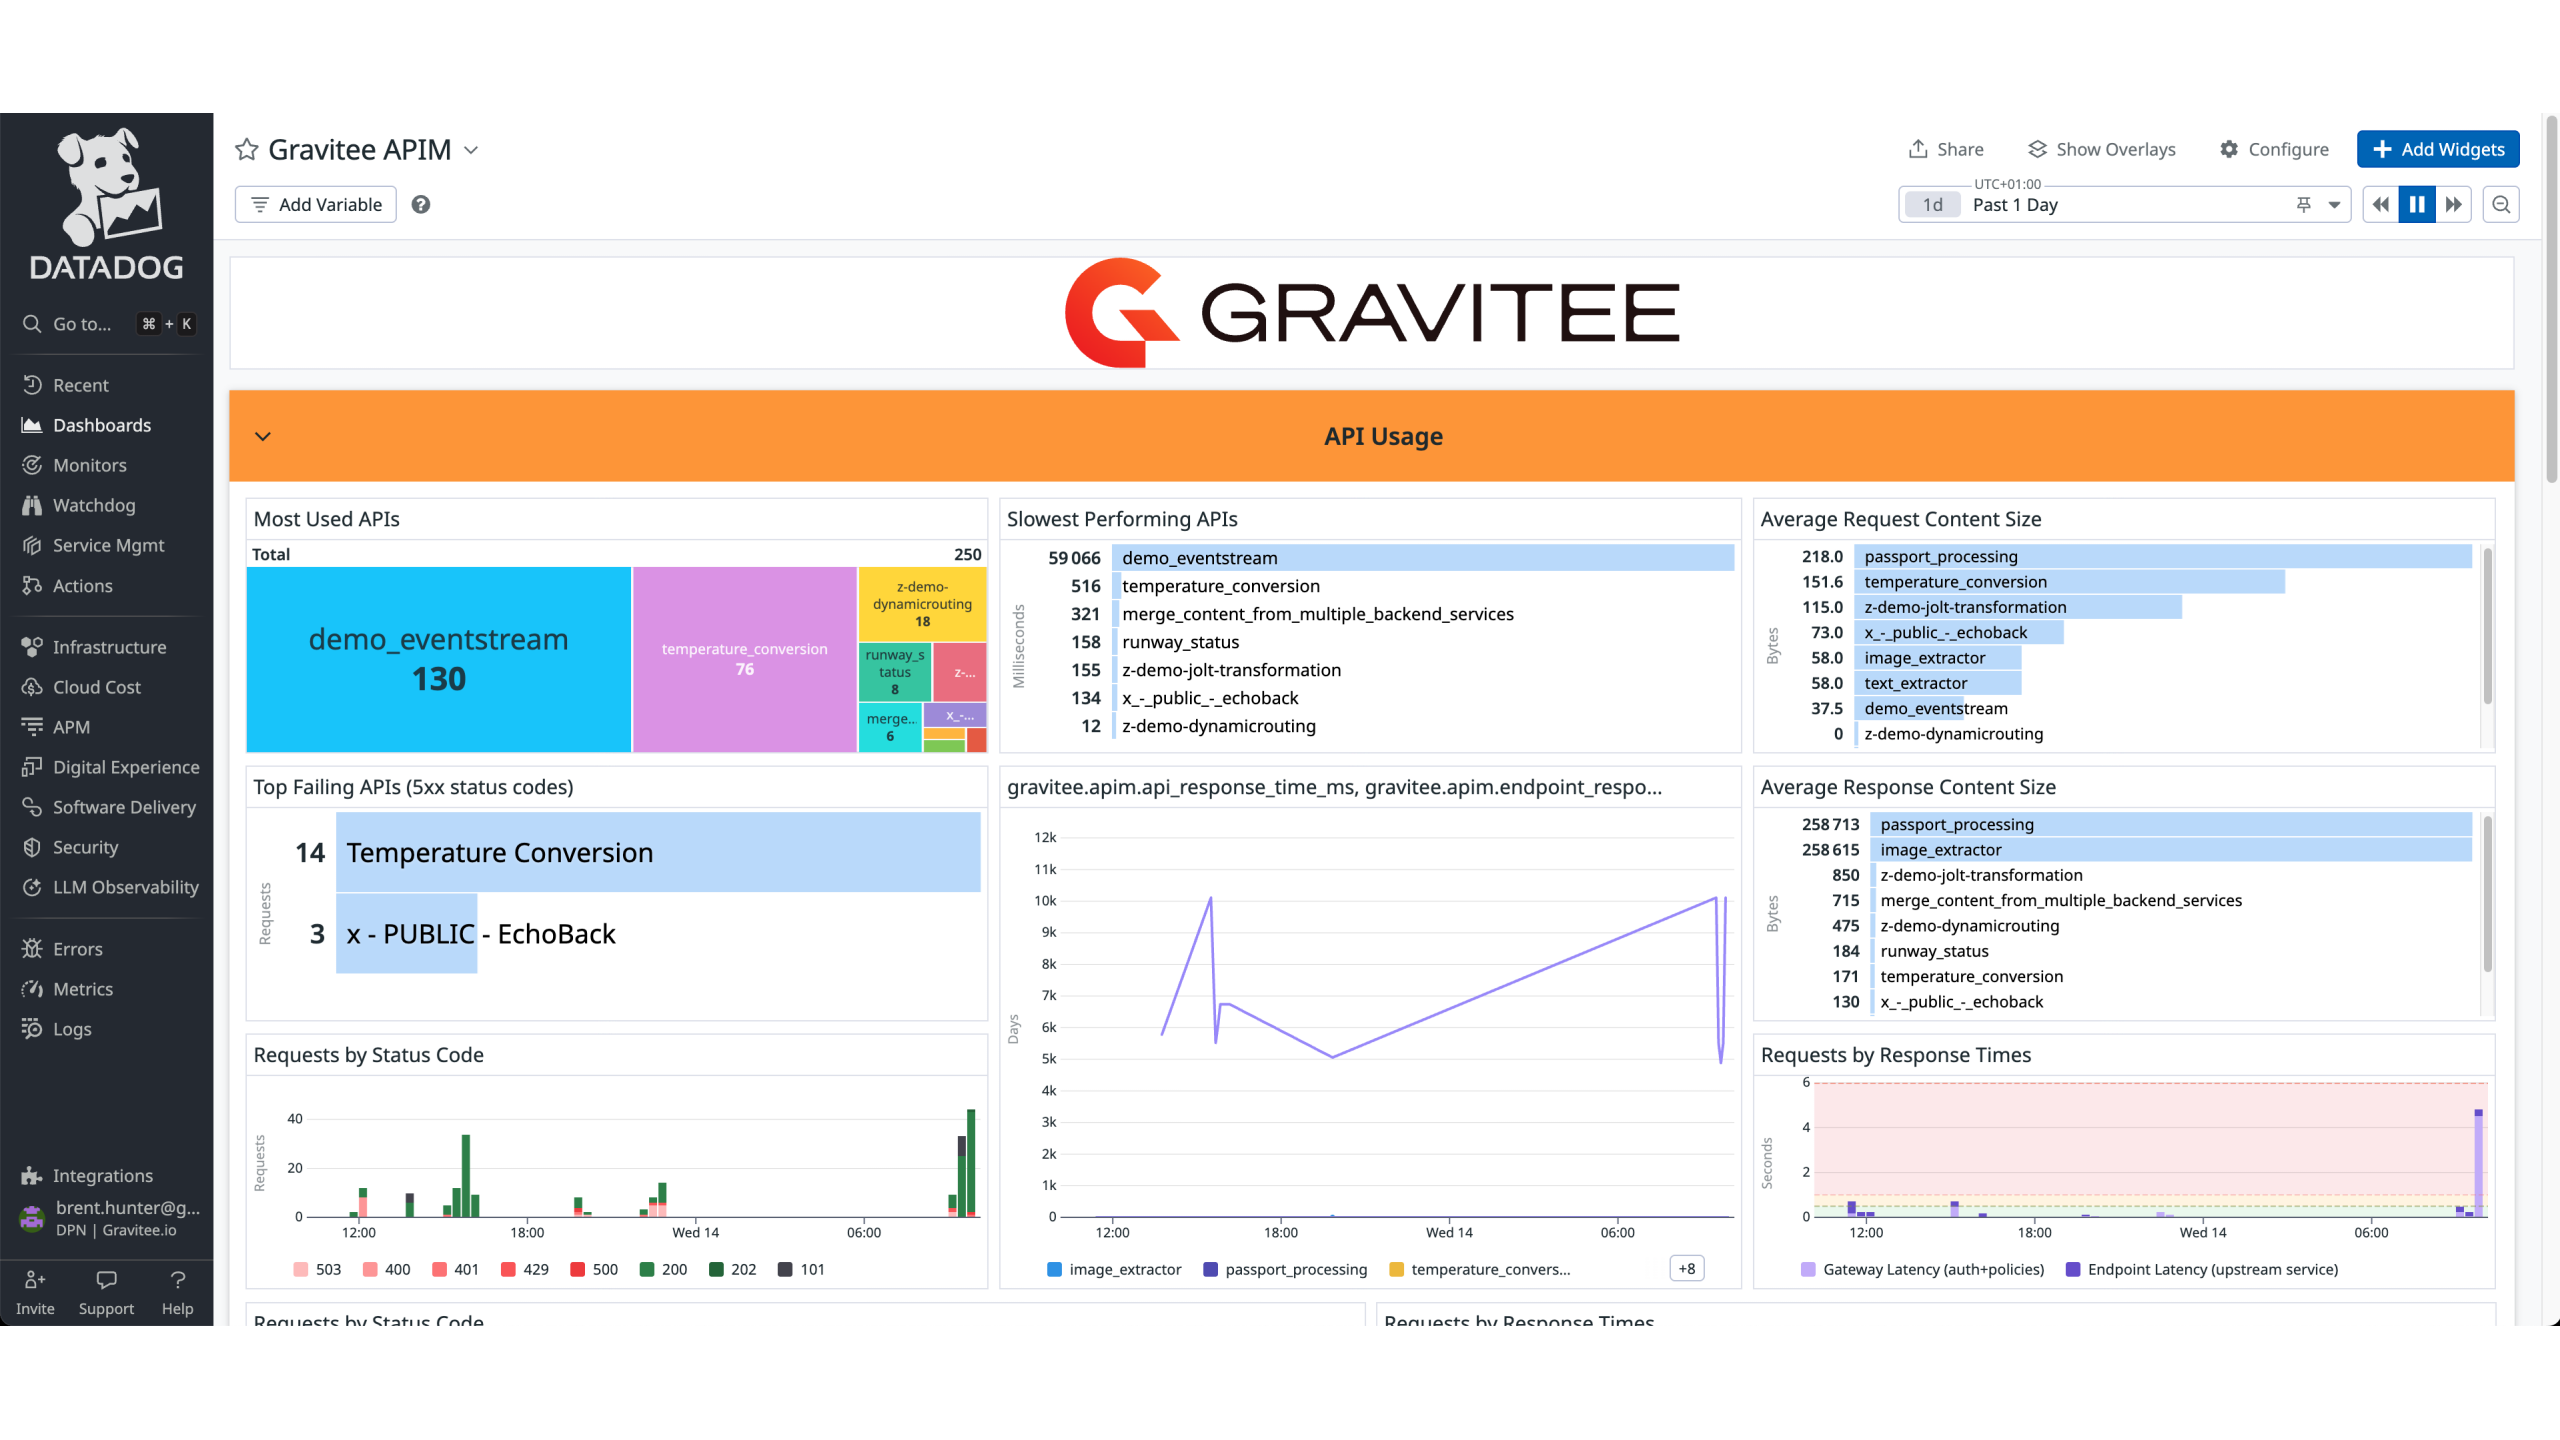 DATADOG
Go to... ⌘ + K
Recent
Dashboards
Monitors
Watchdog
Service Mgmt
Actions
Infrastructure
Cloud Cost
APM
Digital Experience
Software Delivery
Security
LLM Observability
Errors
Metrics
Logs
Integrations
brent.hunter@g...
DPN | Gravitee.io
Invite Support Help
Gravitee APIM
Share Show Overlays Configure + Add Widgets
Add Variable ?
UTC+01:00
1d Past 1 Day
GRAVITEE
API Usage
Most Used APIs
Total 250
demo_eventstream
130
temperature_conversion
76
z-demo-
dynamicrouting
18
runway_s
tatus
8
z-...
merge...
6
x_-...
Slowest Performing APIs
Milliseconds
59 066 demo_eventstream
516 temperature_conversion
321 merge_content_from_multiple_backend_services
158 runway_status
155 z-demo-jolt-transformation
134 x_-_public_-_echoback
12 z-demo-dynamicrouting
Average Request Content Size
Bytes
218.0 passport_processing
151.6 temperature_conversion
115.0 z-demo-jolt-transformation
73.0 x_-_public_-_echoback
58.0 image_extractor
58.0 text_extractor
37.5 demo_eventstream
0 z-demo-dynamicrouting
Top Failing APIs (5xx status codes)
Requests
14 Temperature Conversion
3 x - PUBLIC - EchoBack
gravitee.apim.api_response_time_ms, gravitee.apim.endpoint_respo...
Days
12k
11k
10k
9k
8k
7k
6k
5k
4k
3k
2k
1k
0
12:00 18:00 Wed 14 06:00
image_extractor passport_processing temperature_convers... +8
Average Response Content Size
Bytes
258 713 passport_processing
258 615 image_extractor
850 z-demo-jolt-transformation
715 merge_content_from_multiple_backend_services
475 z-demo-dynamicrouting
184 runway_status
171 temperature_conversion
130 x_-_public_-_echoback
Requests by Status Code
Requests
40
20
0
12:00 18:00 Wed 14 06:00
503 400 401 429 500 200 202 101
Requests by Response Times
Seconds
6
4
2
0
12:00 18:00 Wed 14 06:00
Gateway Latency (auth+policies) Endpoint Latency (upstream service)
Requests by Status Code
Requests by Response Times